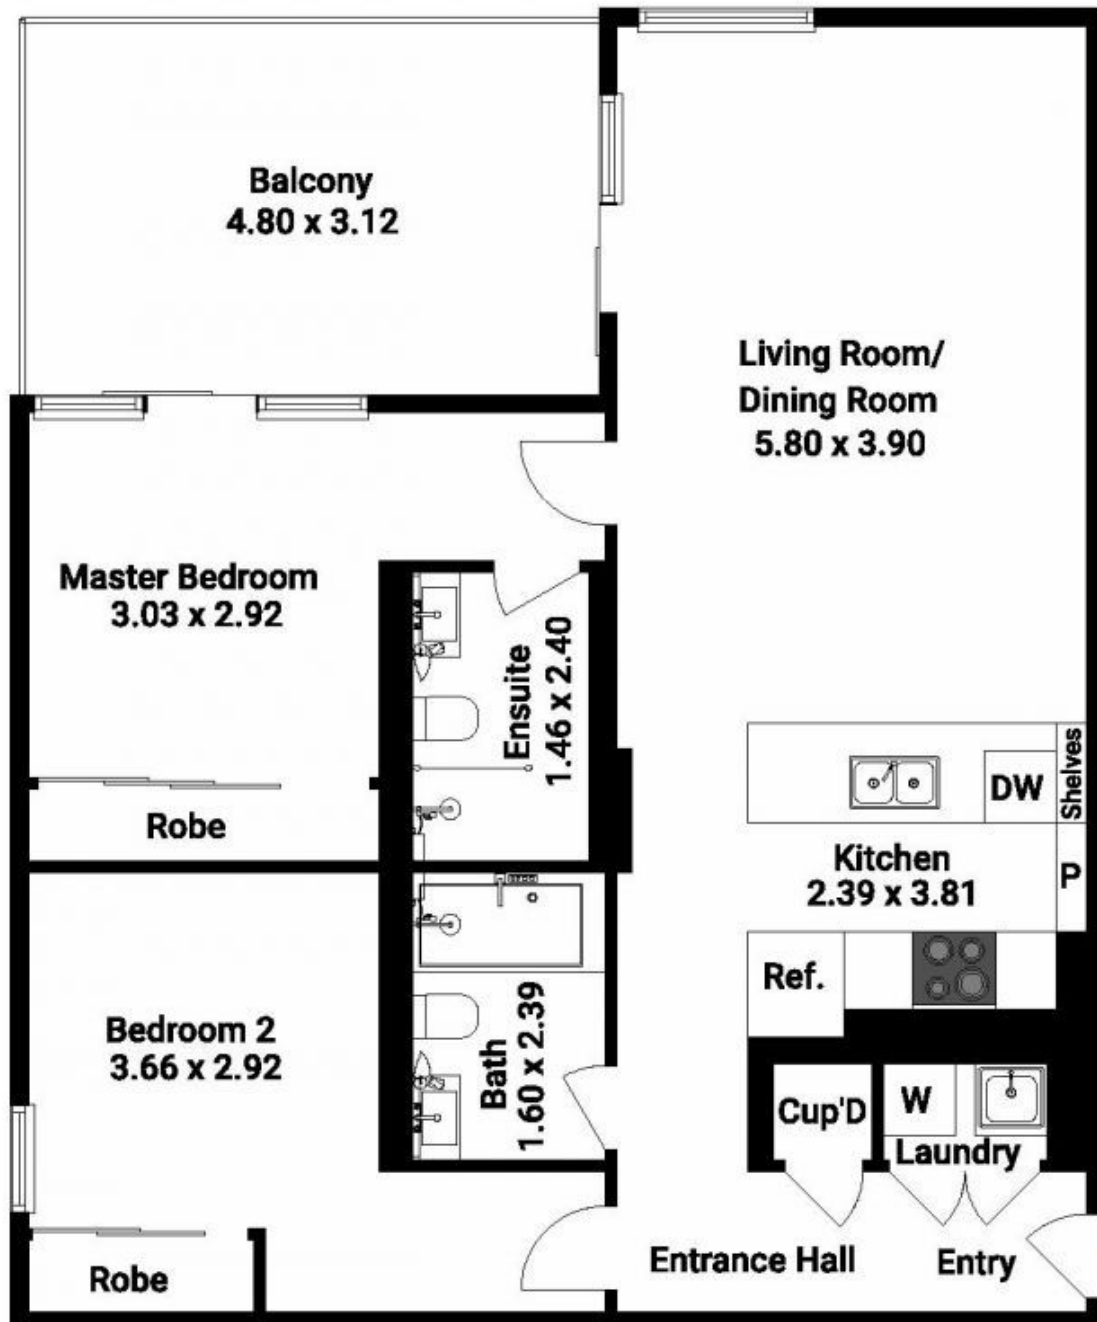 Balcony
4.80 x 3.12
Living Room/
Dining Room
5.80 x 3.90
Master Bedroom
3.03 x 2.92
Ensuite
1.46 x 2.40
Robe
Shelves
DW
Kitchen
2.39 x 3.81
P
Ref.
Bedroom 2
3.66 x 2.92
Bath
1.60 x 2.39
Cup'D
W
Laundry
Entrance Hall
Entry
Robe